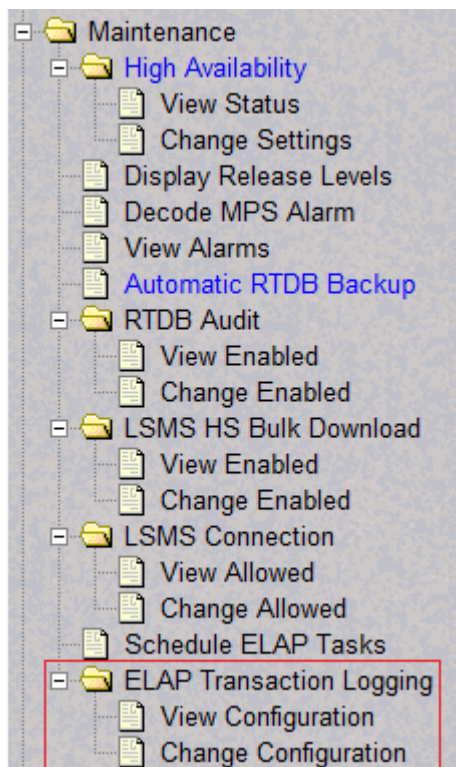 Maintenance
High Availability
View Status
Change Settings
Display Release Levels
Decode MPS Alarm
View Alarms
Automatic RTDB Backup
RTDB Audit
View Enabled
Change Enabled
LSMS HS Bulk Download
View Enabled
Change Enabled
LSMS Connection
View Allowed
Change Allowed
Schedule ELAP Tasks
ELAP Transaction Logging
View Configuration
Change Configuration